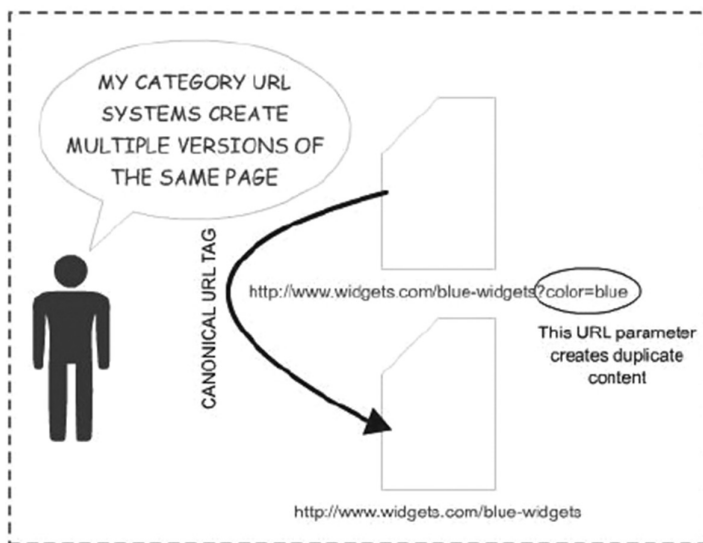 MY CATEGORY URL
SYSTEMS CREATE
MULTIPLE VERSIONS OF
THE SAME PAGE
CANONICAL URL TAG
http://www.widgets.com/blue-widgets?color=blue
This URL parameter
creates duplicate
content
http://www.widgets.com/blue-widgets